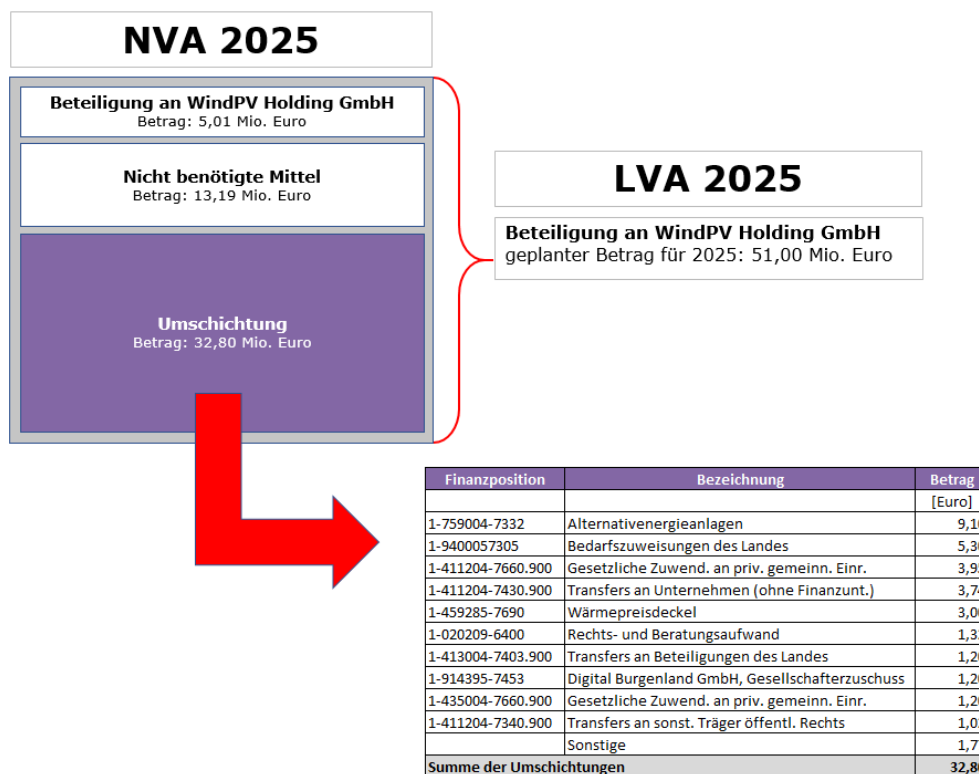 NVA 2025
Beteiligung an WindPV Holding GmbH
Betrag: 5,01 Mio. Euro
Nicht benötigte Mittel
Betrag: 13,19 Mio. Euro
Umschichtung
Betrag: 32,80 Mio. Euro
LVA 2025
Beteiligung an WindPV Holding GmbH
geplanter Betrag für 2025: 51,00 Mio. Euro
Finanzposition Bezeichnung Betrag
[Euro]
1-759004-7332 Alternativenergieanlagen
1-9400057305 Bedarfszuweisungen des Landes
1-411204-7660.900 Gesetzliche Zuwend. an priv. gemeinn. Einr.
1-411204-7430.900 Transfers an Unternehmen (ohne Finanzunt.)
1-459285-7690 Wärmepreisdeckel
1-020209-6400 Rechts- und Beratungsaufwand
1-413004-7403.900 Transfers an Beteiligungen des Landes
1-914395-7453 Digital Burgenland GmbH, Gesellschafterzuschuss
1-435004-7660.900 Gesetzliche Zuwend. an priv. gemeinn. Einr.
1-411204-7340.900 Transfers an sonst. Träger öffentl. Rechts
Sonstige
Summe der Umschichtungen